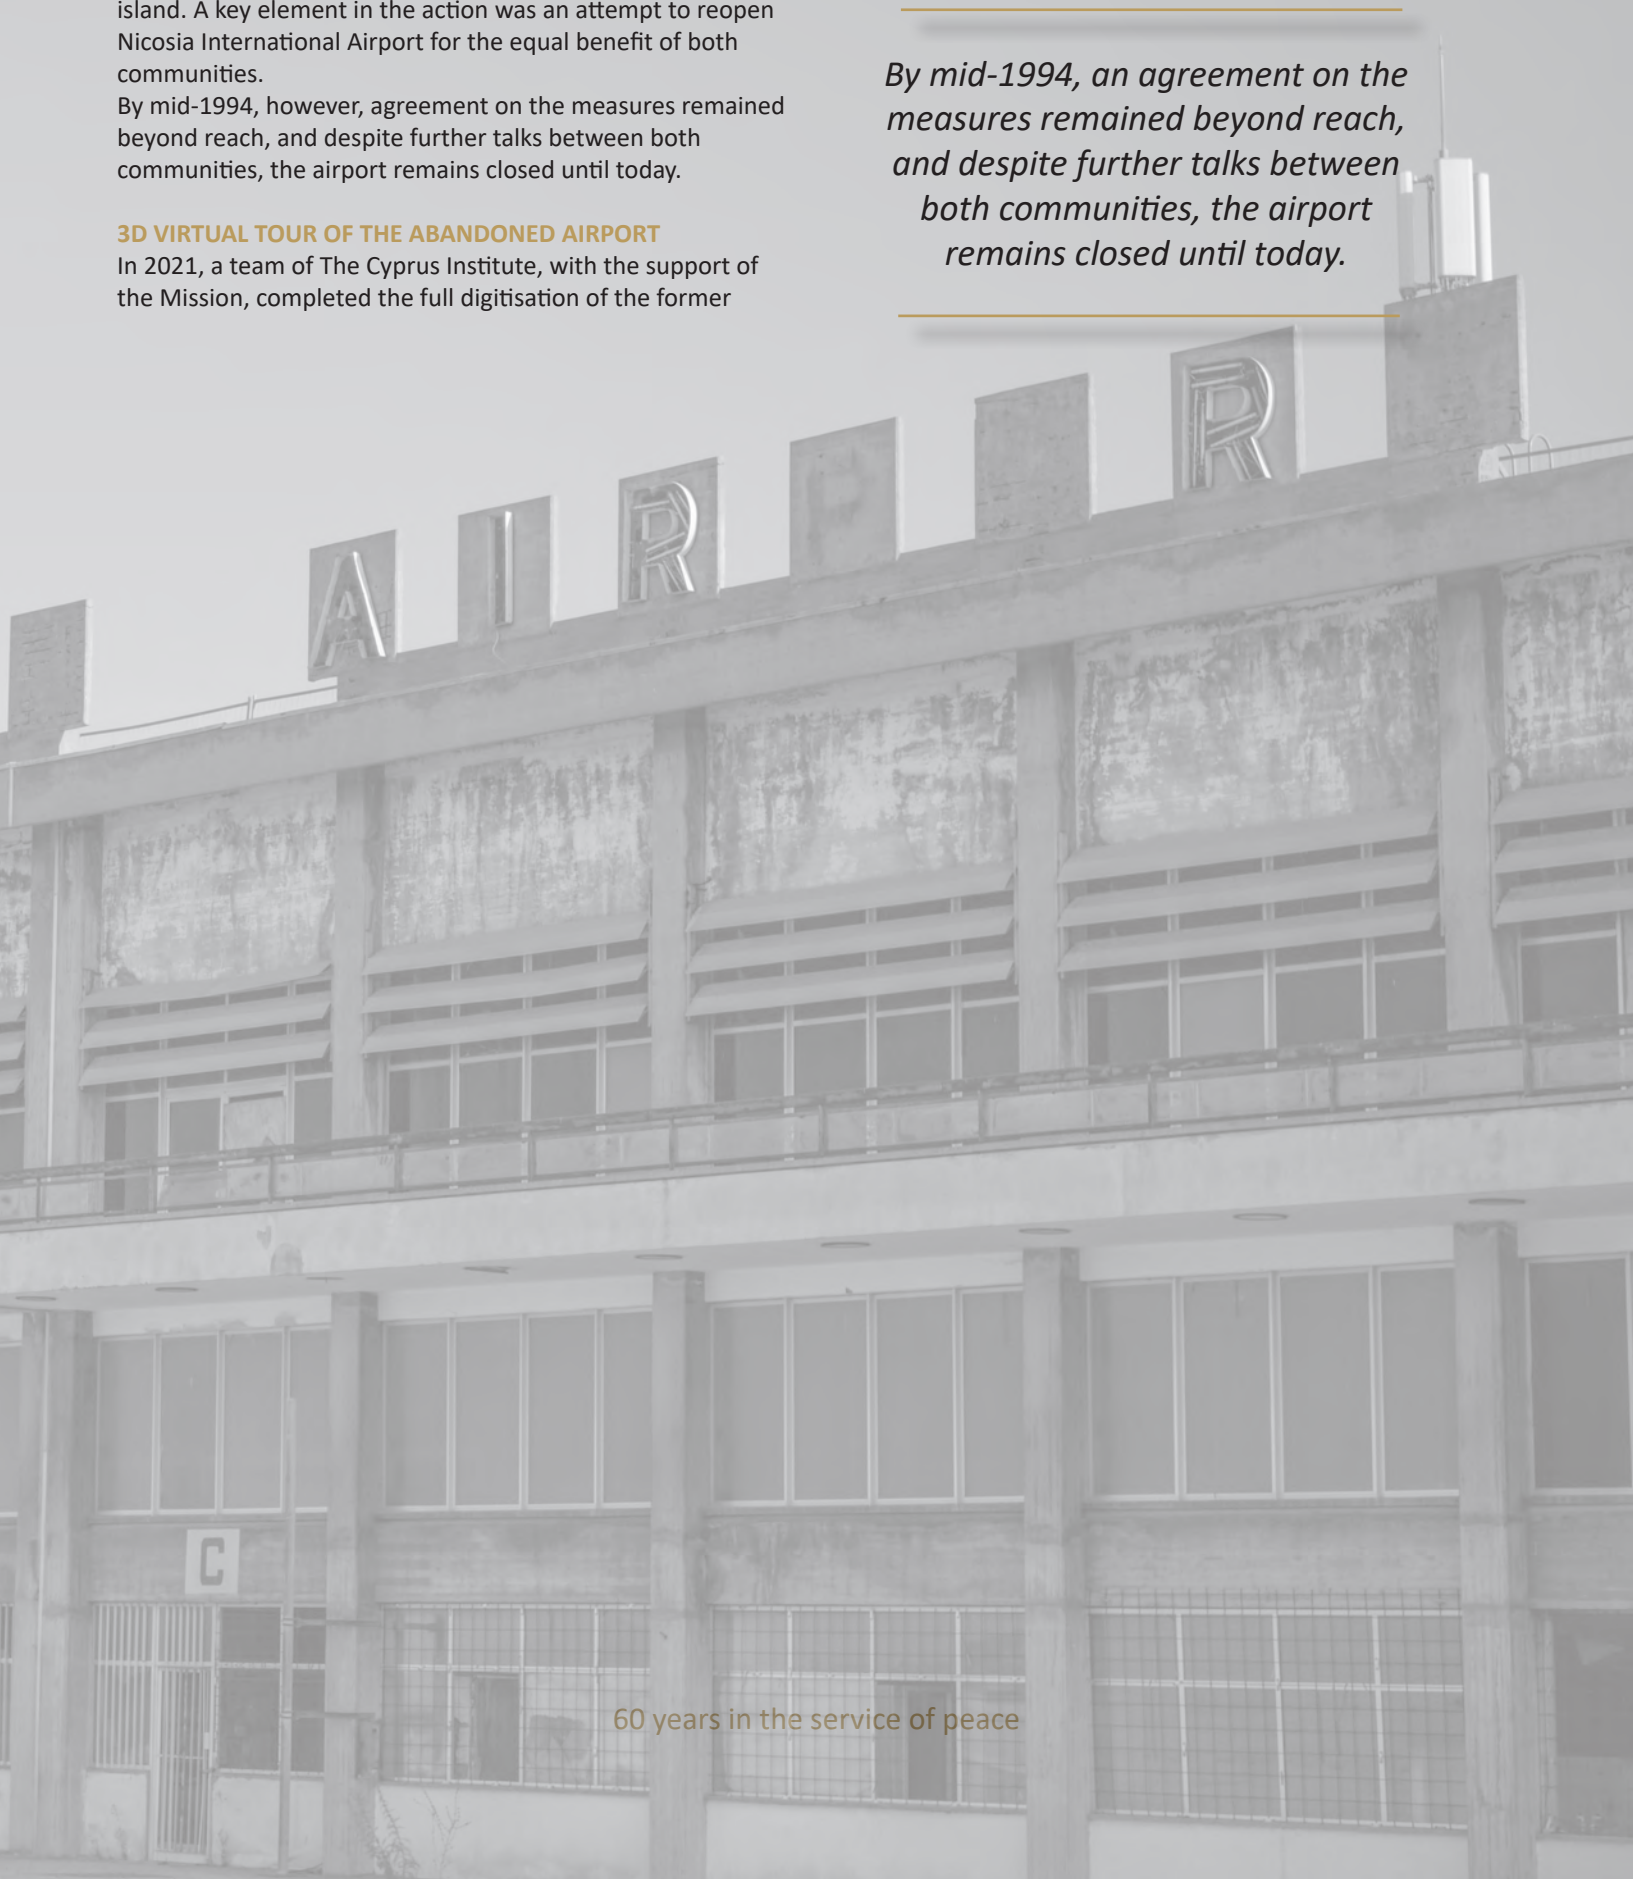 island. A key element in the action was an attempt to reopen
Nicosia International Airport for the equal benefit of both
communities.
By mid-1994, however, agreement on the measures remained
beyond reach, and despite further talks between both
communities, the airport remains closed until today.
3D VIRTUAL TOUR OF THE ABANDONED AIRPORT
In 2021, a team of The Cyprus Institute, with the support of
the Mission, completed the full digitisation of the former
By mid-1994, an agreement on the
measures remained beyond reach,
and despite further talks between
both communities, the airport
remains closed until today.
A I R R
C
60 years in the service of peace